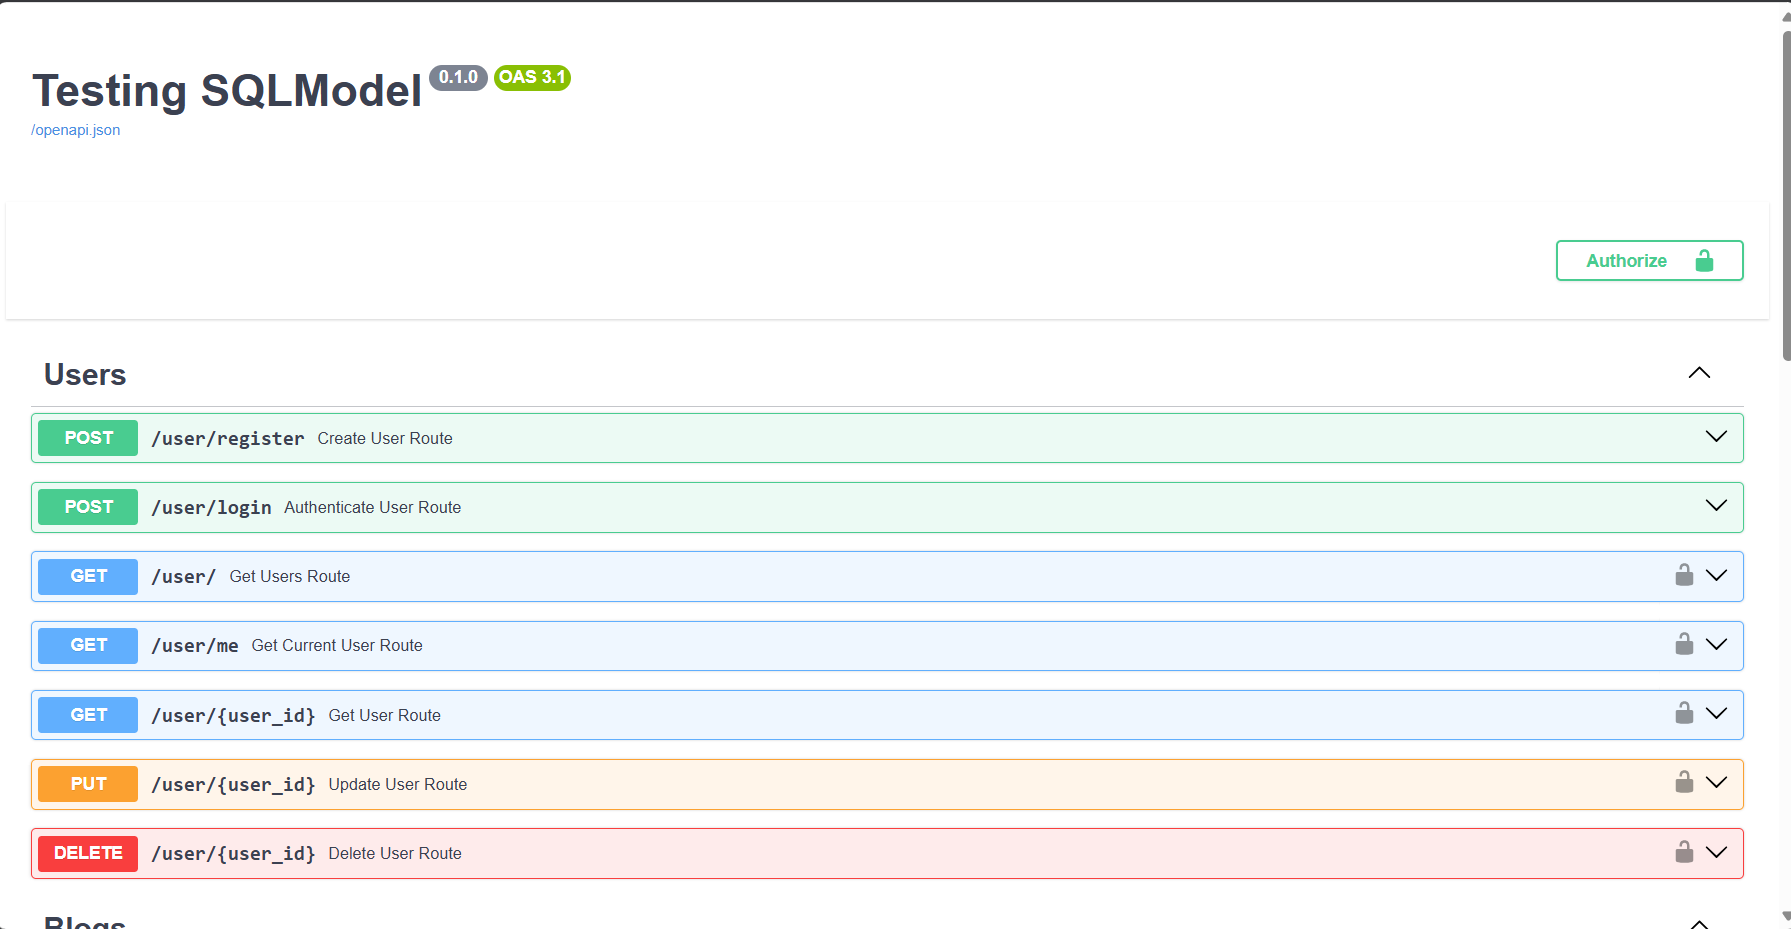 Testing SQLModel 0.1.0 OAS 3.1
/openapi.json
Authorize
Users
POST /user/register Create User Route
POST /user/login Authenticate User Route
GET /user/ Get Users Route
GET /user/me Get Current User Route
GET /user/{user_id} Get User Route
PUT /user/{user_id} Update User Route
DELETE /user/{user_id} Delete User Route
Blogs